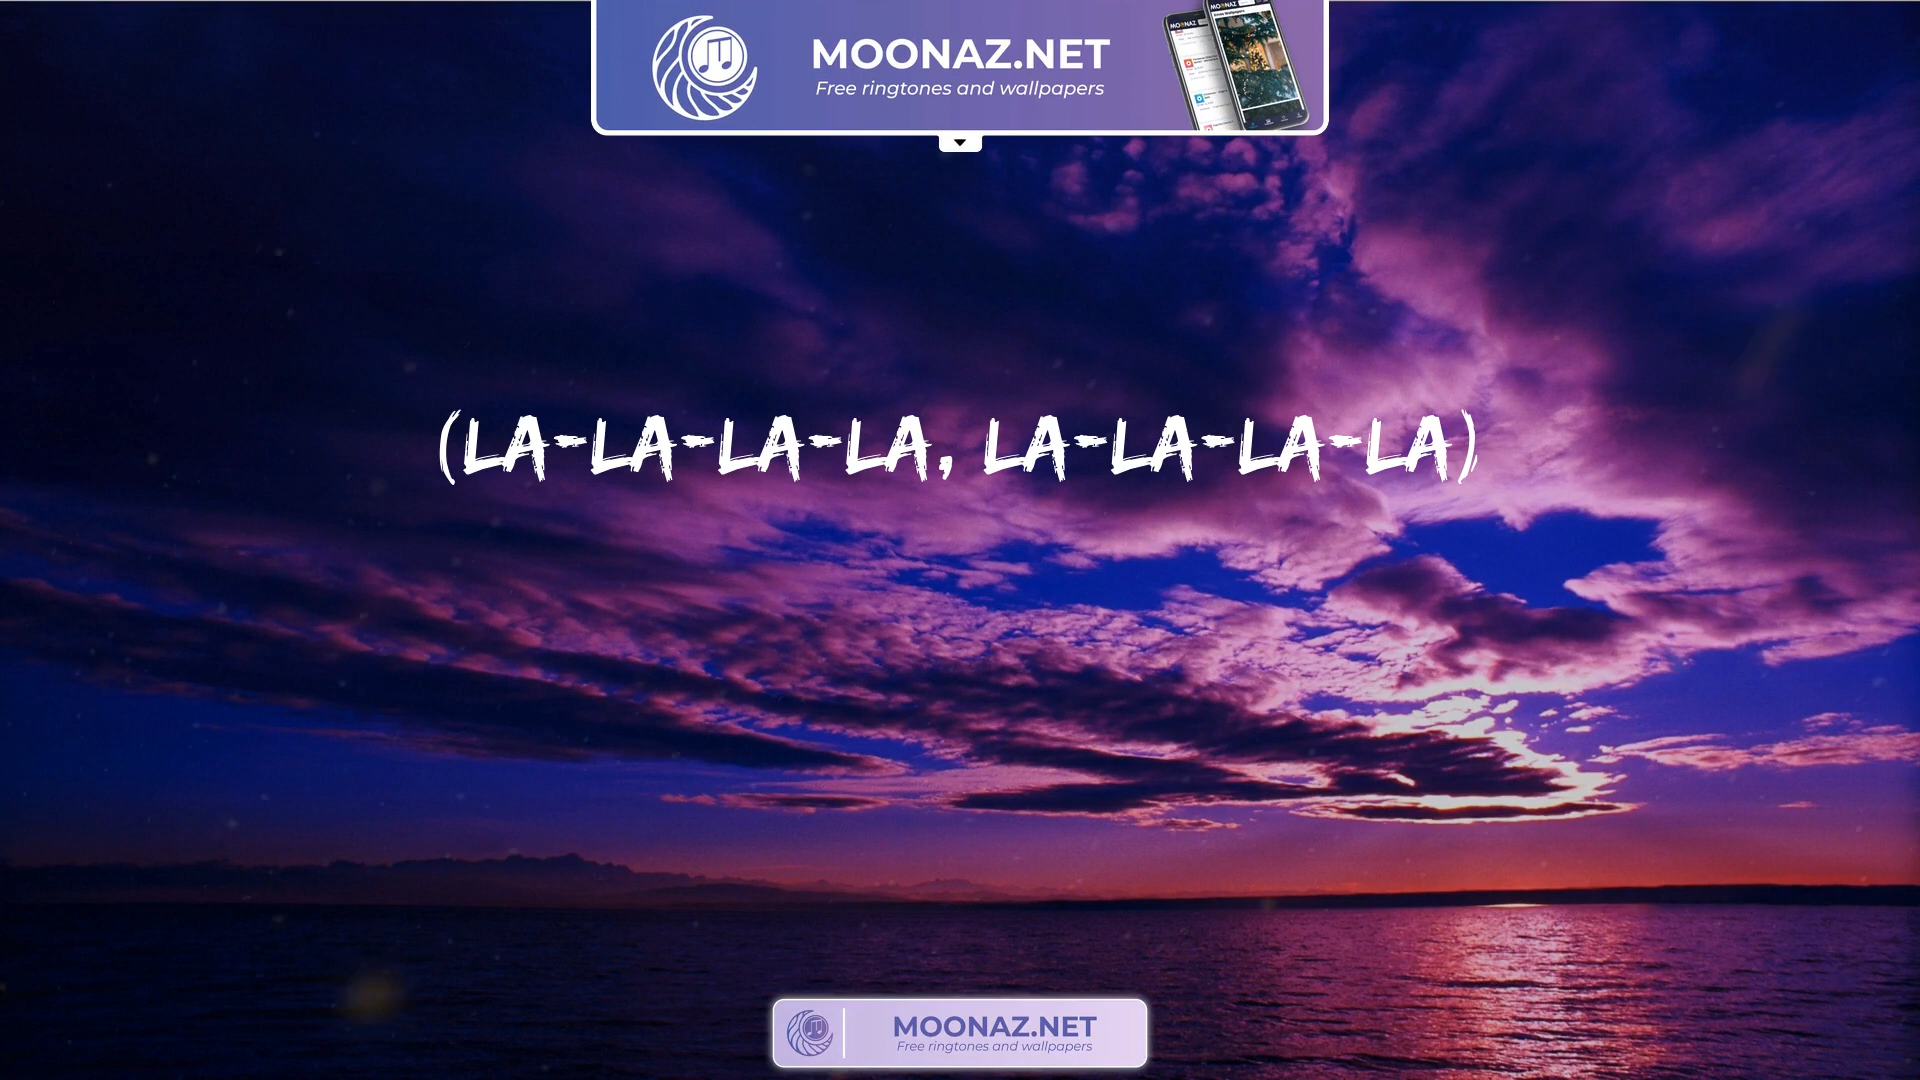 MOONAZ.NET
Free ringtones and wallpapers
(LA-LA-LA-LA, LA-LA-LA-LA)
MOONAZ.NET
Free ringtones and wallpapers